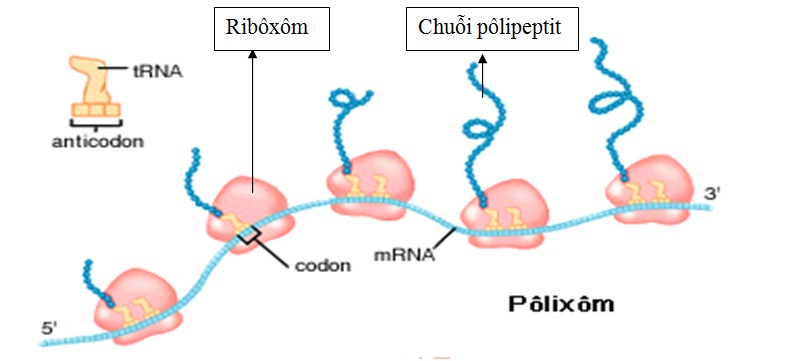 Ribôxôm
Chuỗi pôlipeptit
tRNA
anticodon
3'
codon
mRNA
Pôlixôm
5'